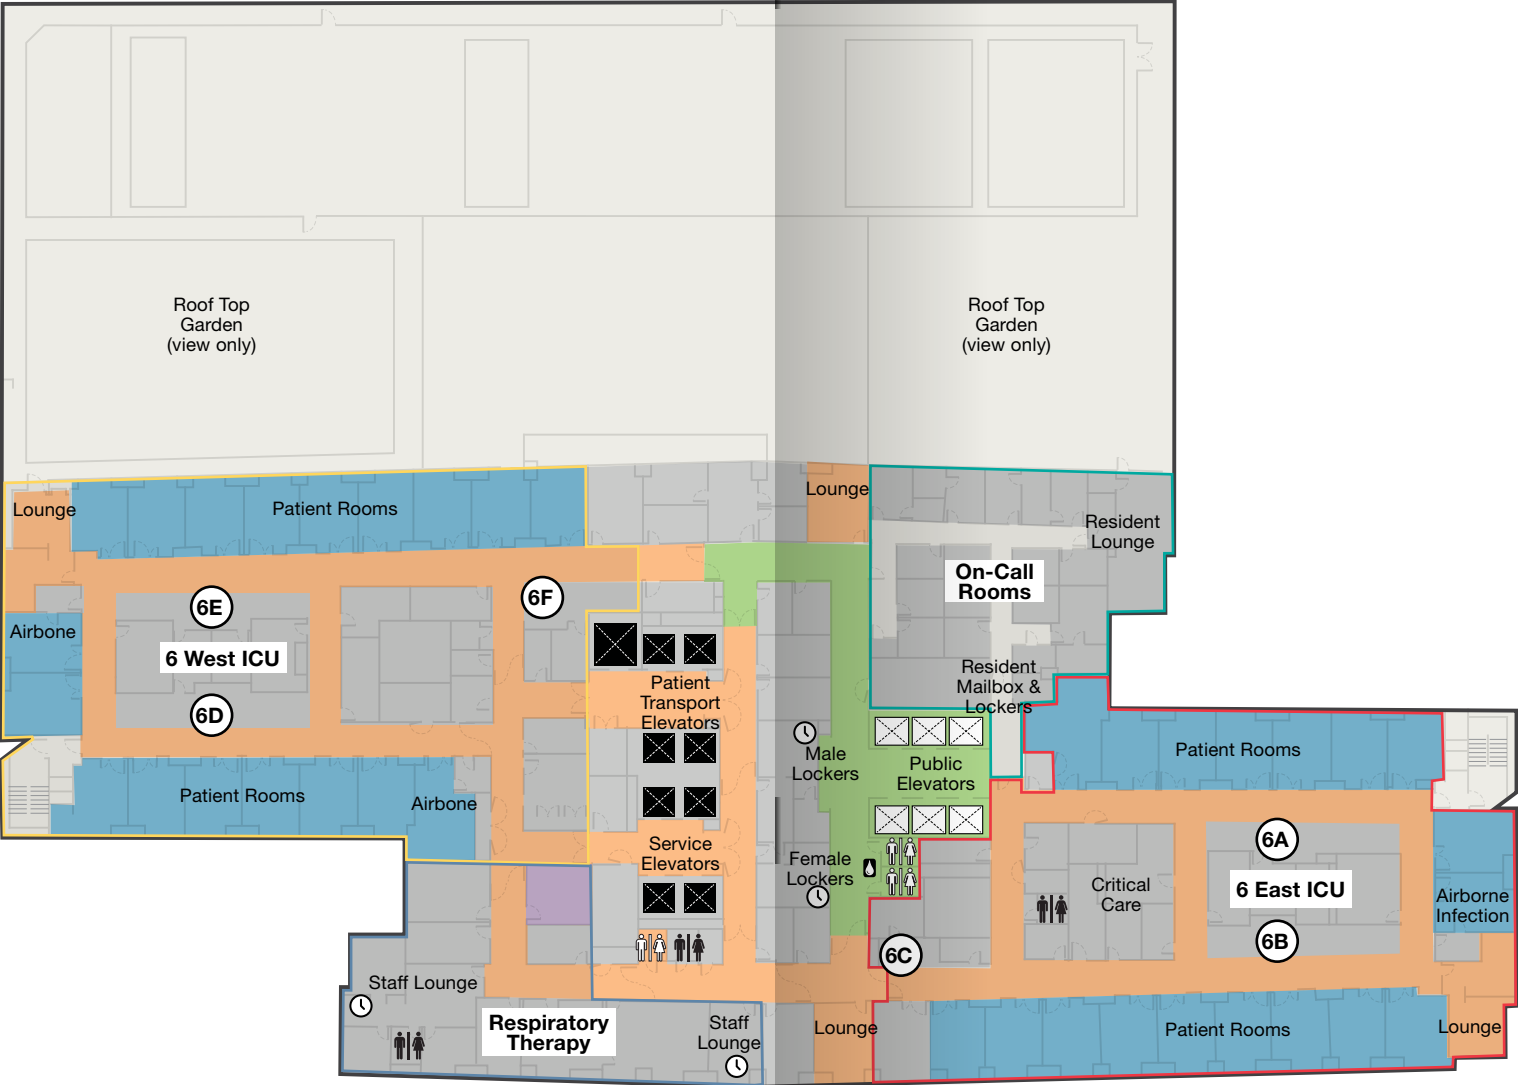 Roof Top
Garden
(view only)
Roof Top
Garden
(view only)
Lounge
Patient Rooms
Lounge
Resident
Lounge
On-Call
Rooms
6E
6F
Airbone
6 West ICU
Patient
Transport
Elevators
Resident
Mailbox &
Lockers
6D
Male
Lockers
Public
Elevators
Patient Rooms
Patient Rooms
Airbone
Service
Elevators
Female
Lockers
6A
Critical
Care
6 East ICU
Airborne
Infection
6B
6C
Staff Lounge
Respiratory
Therapy
Staff
Lounge
Lounge
Patient Rooms
Lounge